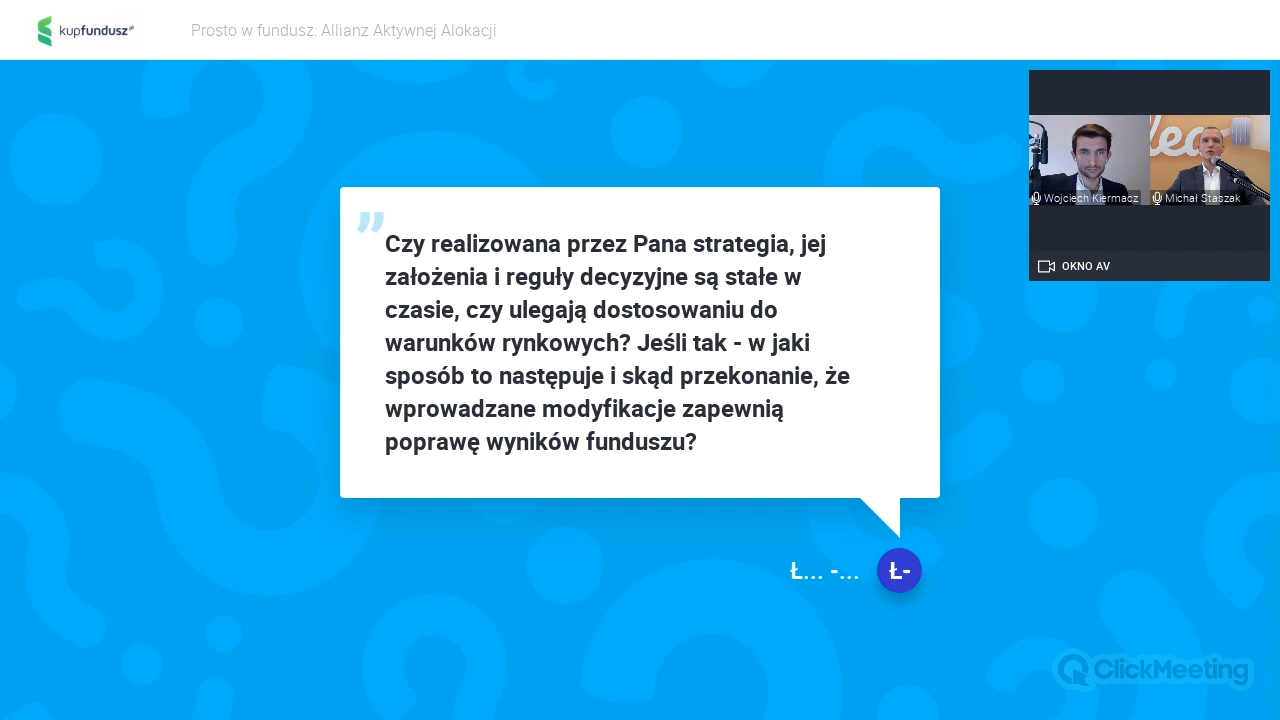 kupfundusz.pl
Prosto w fundusz: Allianz Aktywnej Alokacji
lea
Wojciech Kiermacz
Michał Staszak
OKNO AV
”
Czy realizowana przez Pana strategia, jej
założenia i reguły decyzyjne są stałe w
czasie, czy ulegają dostosowaniu do
warunków rynkowych? Jeśli tak - w jaki
sposób to następuje i skąd przekonanie, że
wprowadzane modyfikacje zapewnią
poprawę wyników funduszu?
Ł... -...
Ł-
ClickMeeting